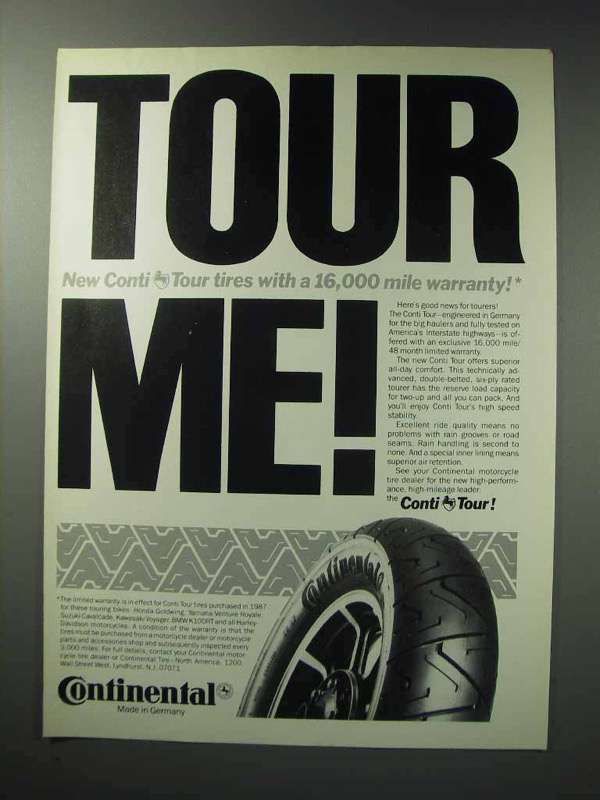 TOUR
New Conti Tour tires with a 16,000 mile warranty!*
ME!
Here's good news for tourers!
The Conti Tour—engineered in Germany
for the big haulers and fully tested on
America's Interstate highways—is of-
fered with an exclusive 16,000 mile/
48 month limited warranty.
The new Conti Tour offers superior
all-day comfort. This technically ad-
vanced, double-belted, six-ply rated
tourer has the reserve load capacity
for two-up and all you can pack. And
you'll enjoy Conti Tour's high speed
stability.
Excellent ride quality means no
problems with rain grooves or road
seams. Rain handling is second to
none. And a special inner lining means
superior air retention.
See your Continental motorcycle
tire dealer for the new high-perform-
ance, high-mileage leader:
the Conti Tour!
Continental
*The limited warranty is in effect for Conti Tour tires purchased in 1987
for these touring bikes: Honda Goldwing, Yamaha Venture Royale,
Suzuki Cavalcade, Kawasaki Voyager, BMW K100RT and all Harley-
Davidson motorcycles. A condition of the warranty is that the
tires must be purchased from a motorcycle dealer or motorcycle
parts and accessories shop and subsequently inspected every
3,000 miles. For full details, contact your Continental motor-
cycle tire dealer or Continental Tire—North America, 1200
Wall Street West, Lyndhurst, N.J. 07071.
Continental
Made in Germany